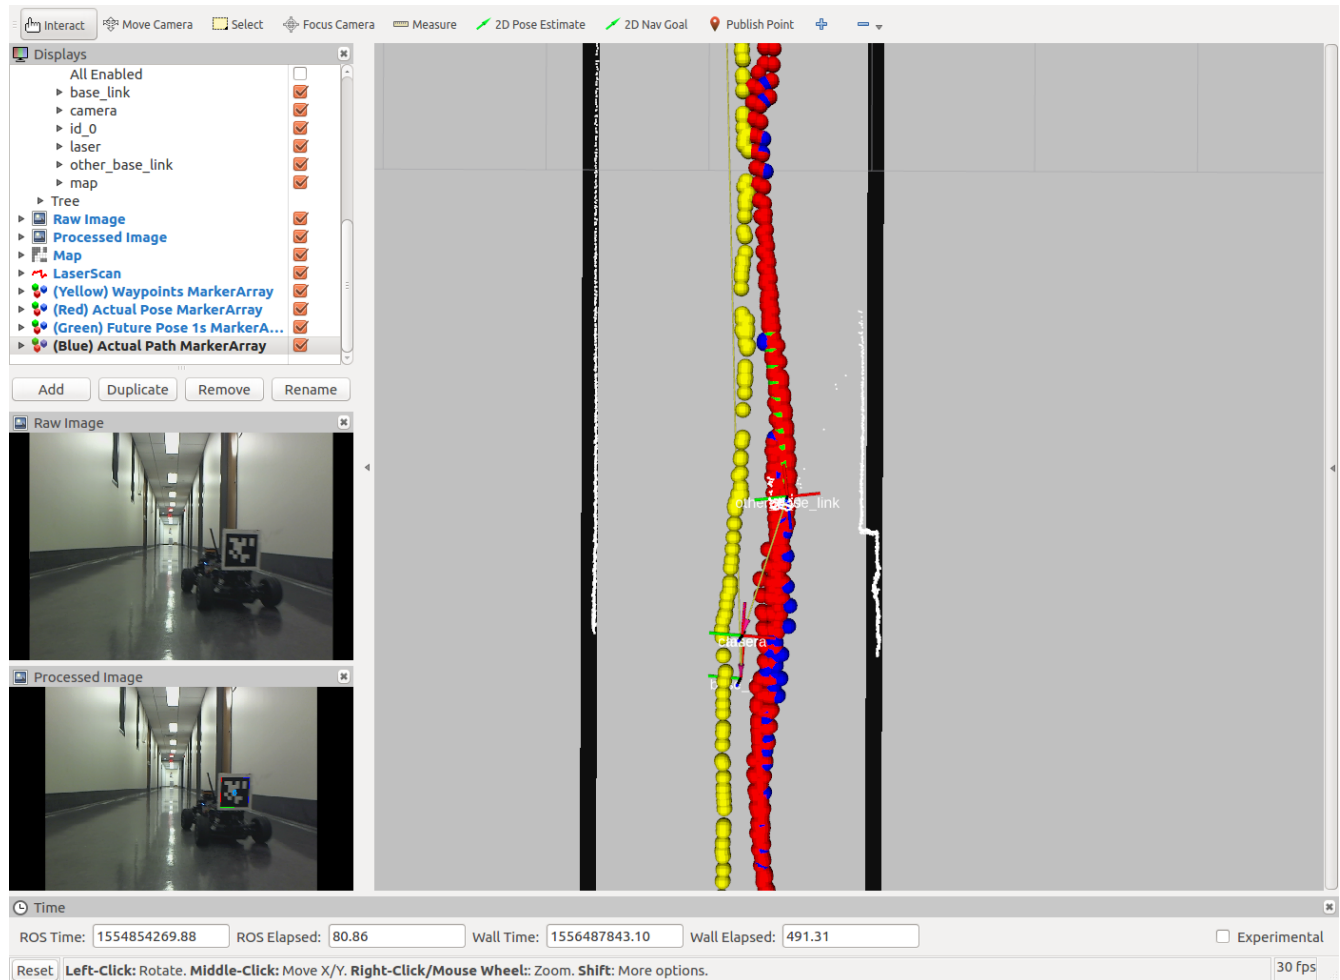 Interact Move Camera Select Focus Camera Measure 2D Pose Estimate 2D Nav Goal Publish Point
Displays
All Enabled
base_link
camera
id_0
laser
other_base_link
map
Tree
Raw Image
Processed Image
Map
LaserScan
(Yellow) Waypoints MarkerArray
(Red) Actual Pose MarkerArray
(Green) Future Pose 1s MarkerA...
(Blue) Actual Path MarkerArray
Add Duplicate Remove Rename
Raw Image
Processed Image
Time
ROS Time: 1554854269.88 ROS Elapsed: 80.86 Wall Time: 1556487843.10 Wall Elapsed: 491.31 Experimental
Reset Left-Click: Rotate. Middle-Click: Move X/Y. Right-Click/Mouse Wheel:: Zoom. Shift: More options. 30 fps